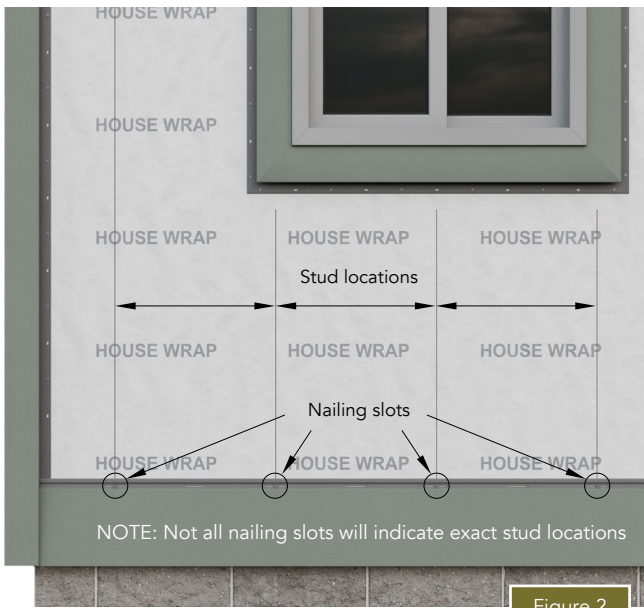 HOUSE WRAP
HOUSE WRAP
HOUSE WRAP HOUSE WRAP HOUSE WRAP
Stud locations
HOUSE WRAP HOUSE WRAP HOUSE WRAP
Nailing slots
HOUSE WRAP HOUSE WRAP HOUSE WRAP
NOTE: Not all nailing slots will indicate exact stud locations
Figure 2